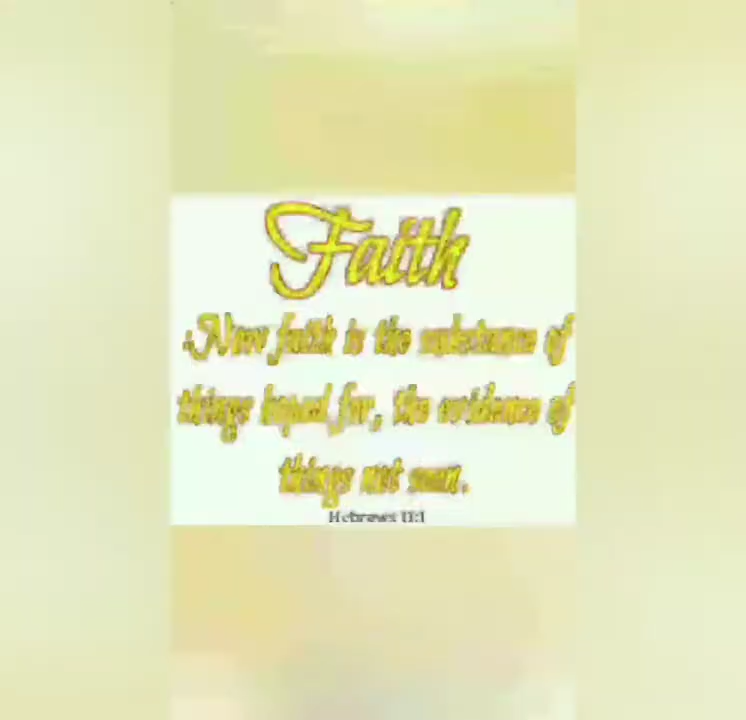 Faith
Now faith is the substance of
things hoped for, the evidence of
things not seen.
Hebrews 11:1